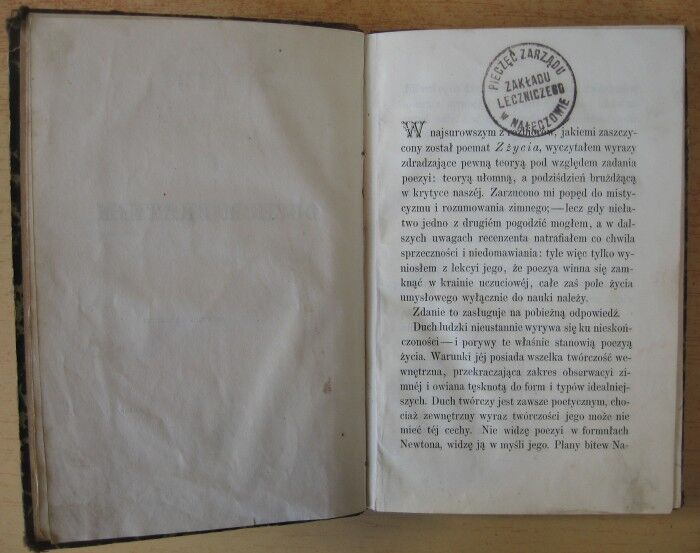 PIECZĘĆ ZARZĄDU
ZAKŁADU
LECZNICZEGO
w NAŁĘCZOWIE
W najsurowszym z rozbiorów, jakiemi zaszczy-
cony został poemat Z życia, wyczytałem wyrazy
zdradzające pewną teoryą pod względem zadania
poezyi: teoryą ułomną, a podziśdzień brużdżącą
w krytyce naszéj. Zarzucono mi popęd do misty-
cyzmu i rozumowania zimnego;—lecz gdy nieła-
two jedno z drugiém pogodzić mogłem, a w dal-
szych uwagach recenzenta natrafiałem co chwila
sprzeczności i niedomawiania: tyle więc tylko wy-
niosłem z lekcyi jego, że poezya winna się zam-
knąć w krainie uczuciowéj, całe zaś pole życia
umysłowego wyłącznie do nauki należy.
Zdanie to zasługuje na pobieżną odpowiedź.
Duch ludzki nieustannie wyrywa się ku nieskoń-
czoności—i porywy te właśnie stanowią poezyą
życia. Warunki jéj posiada wszelka twórczość we-
wnętrzna, przekraczająca zakres obserwacyi zi-
mnéj i owiana tęsknotą do form i typów idealniej-
szych. Duch twórczy jest zawsze poetycznym, cho-
ciaż zewnętrzny wyraz twórczości jego może nie
mieć téj cechy. Nie widzę poezyi w formułach
Newtona, widzę ją w myśli jego. Plany bitew Na-